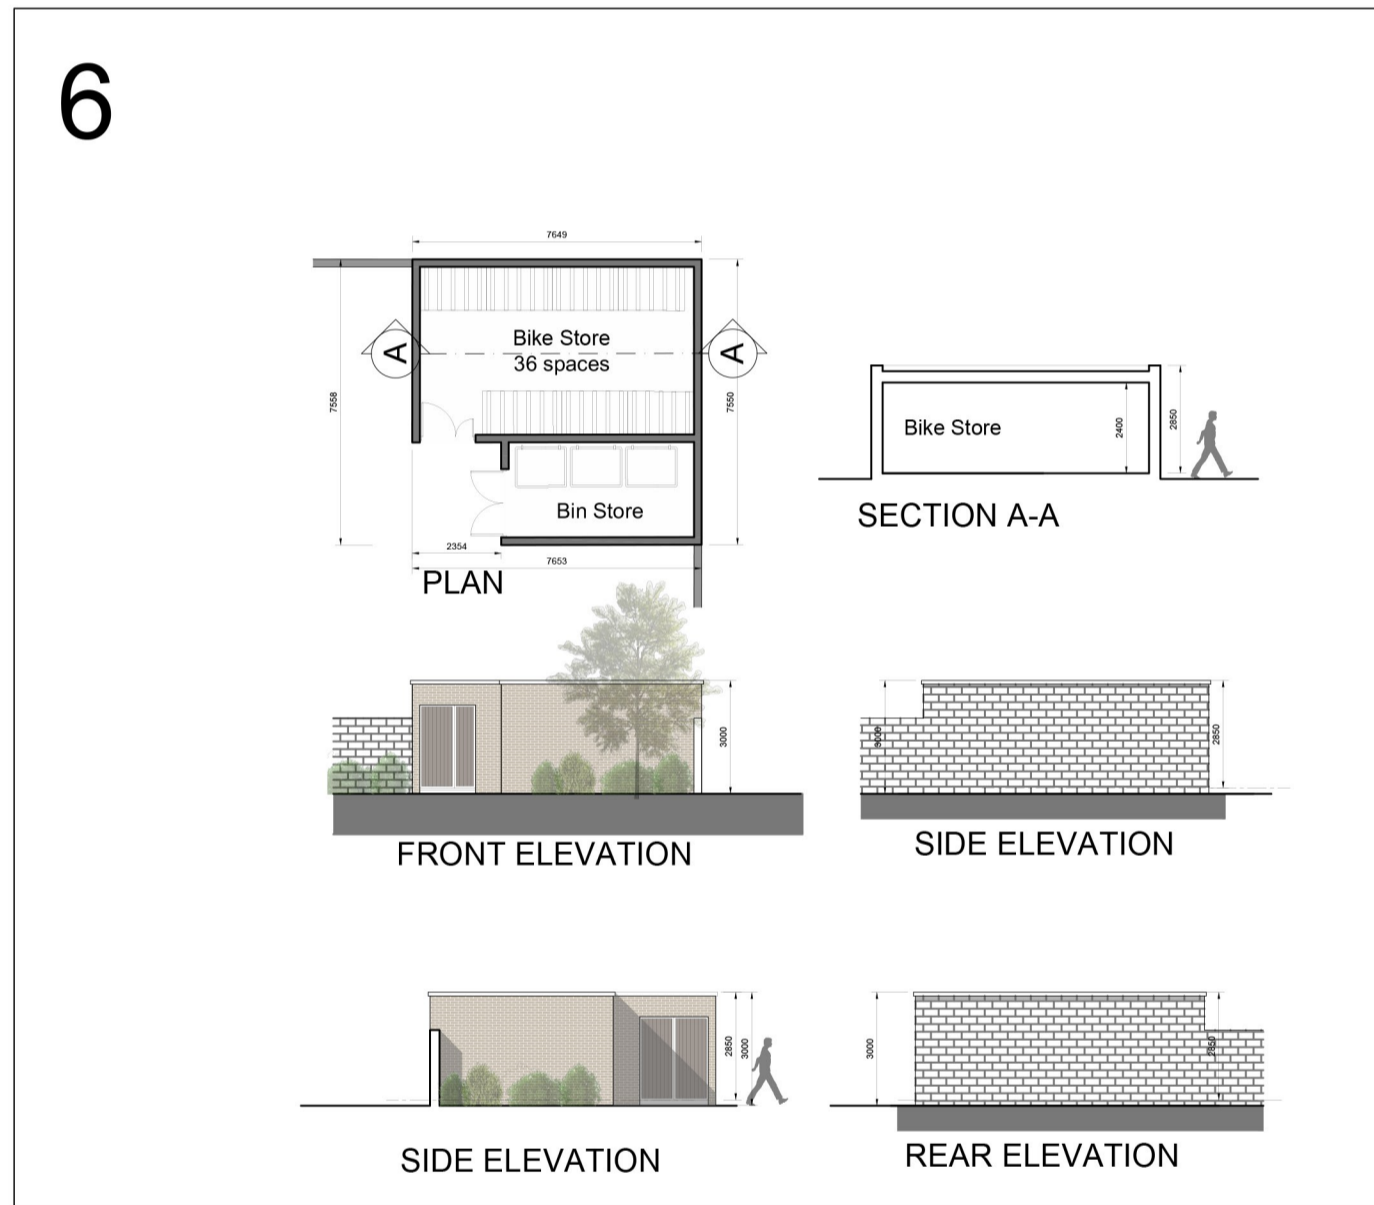 6
7649
7558
A
Bike Store
36 spaces
A
7550
Bin Store
2354
7653
PLAN
Bike Store
2400
2850
SECTION A-A
3000
FRONT ELEVATION
3000
2850
SIDE ELEVATION
2850
3000
SIDE ELEVATION
3000
2850
REAR ELEVATION